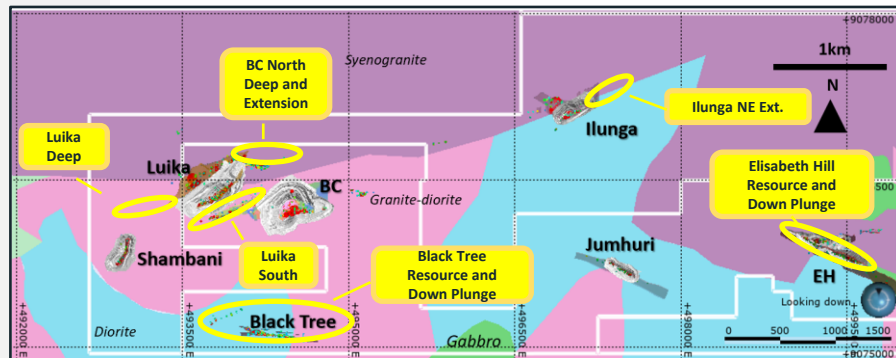 +9078000
Syenogranite
1km
N
BC North
Deep and
Extension
Ilunga NE Ext.
Ilunga
Luika
Deep
Luika
BC
Elisabeth Hill
Resource and
Down Plunge
500
Granite-diorite
Shambani
Luika
South
Black Tree
Resource and
Down Plunge
Jumhuri
EH
Looking down
Black Tree
Diorite
Gabbro
0 500 1000 1500
+9075000
+492000 E
+493500
+495000
+496500
+498000 E